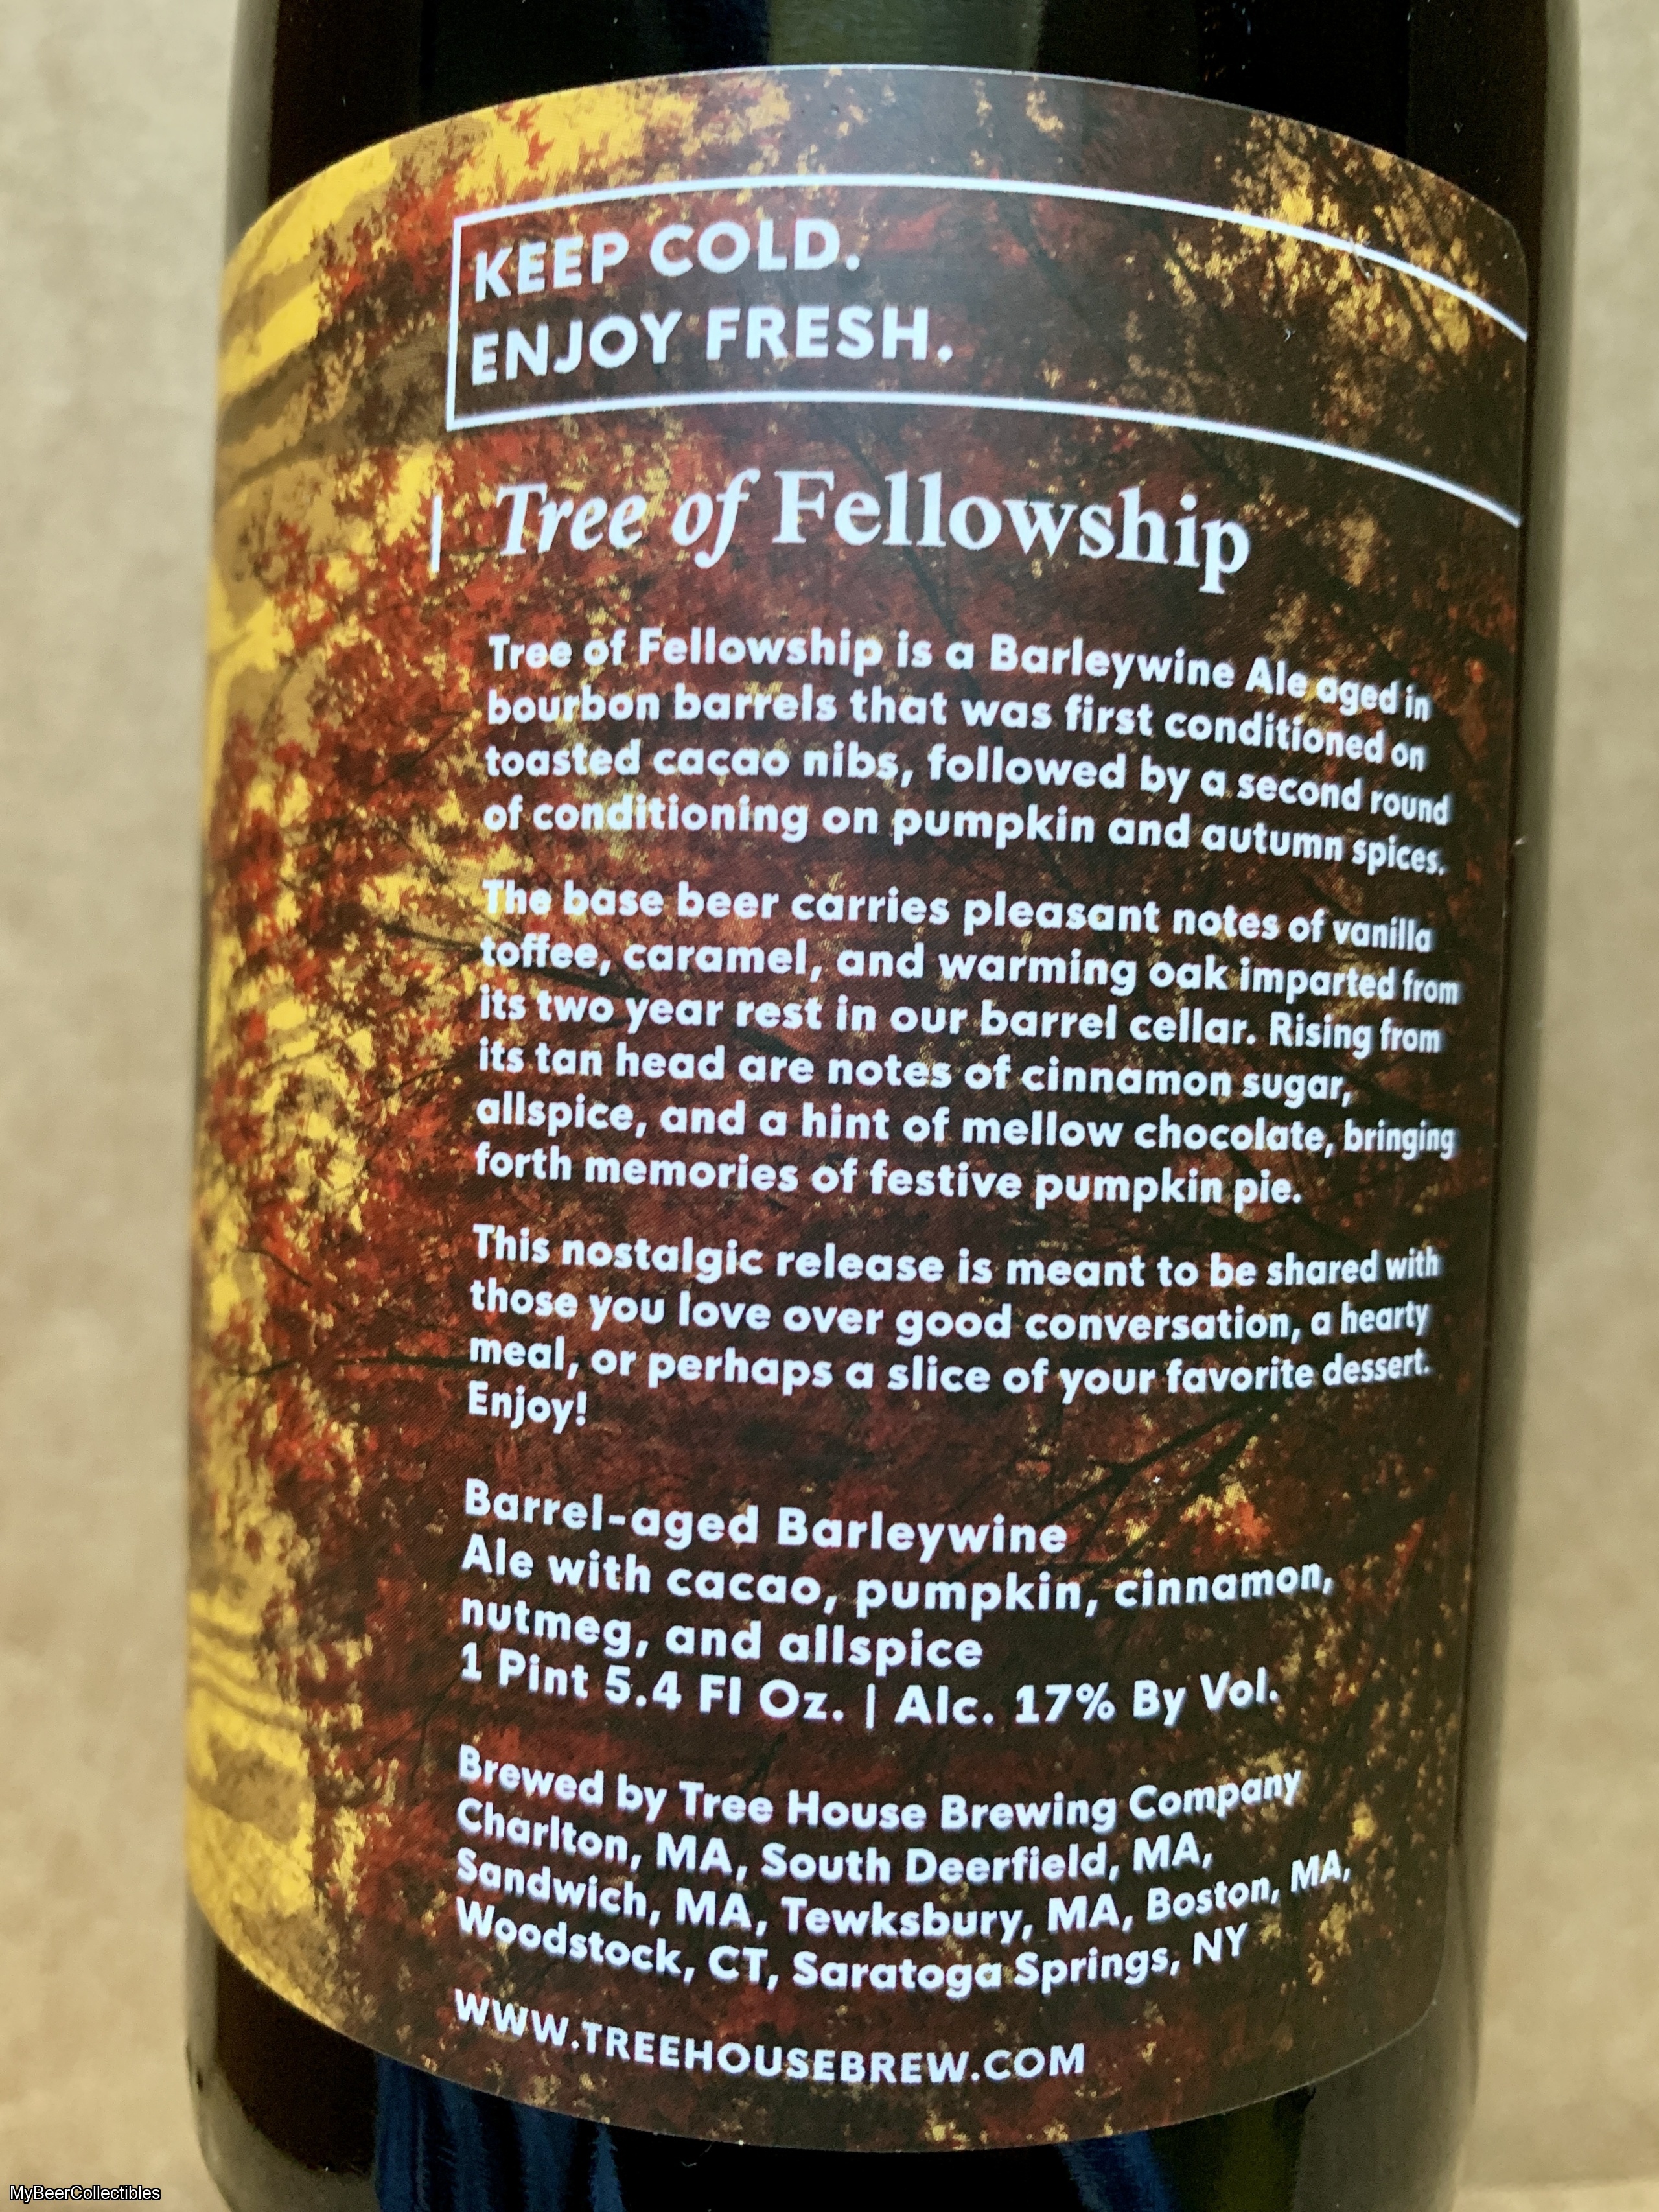 KEEP COLD.
ENJOY FRESH.
Tree of Fellowship
Tree of Fellowship is a Barleywine Ale aged in
bourbon barrels that was first conditioned on
toasted cacao nibs, followed by a second round
of conditioning on pumpkin and autumn spices.
The base beer carries pleasant notes of vanilla
toffee, caramel, and warming oak imparted from
its two year rest in our barrel cellar. Rising from
its tan head are notes of cinnamon sugar,
allspice, and a hint of mellow chocolate, bringing
forth memories of festive pumpkin pie.
This nostalgic release is meant to be shared with
those you love over good conversation, a hearty
meal, or perhaps a slice of your favorite dessert.
Enjoy!
Barrel-aged Barleywine
Ale with cacao, pumpkin, cinnamon,
nutmeg, and allspice
1 Pint 5.4 Fl Oz. | Alc. 17% By Vol.
Brewed by Tree House Brewing Company
Charlton, MA, South Deerfield, MA,
Sandwich, MA, Tewksbury, MA, Boston, MA,
Woodstock, CT, Saratoga Springs, NY
WWW.TREEHOUSEBREW.COM
MyBeerCollectibles